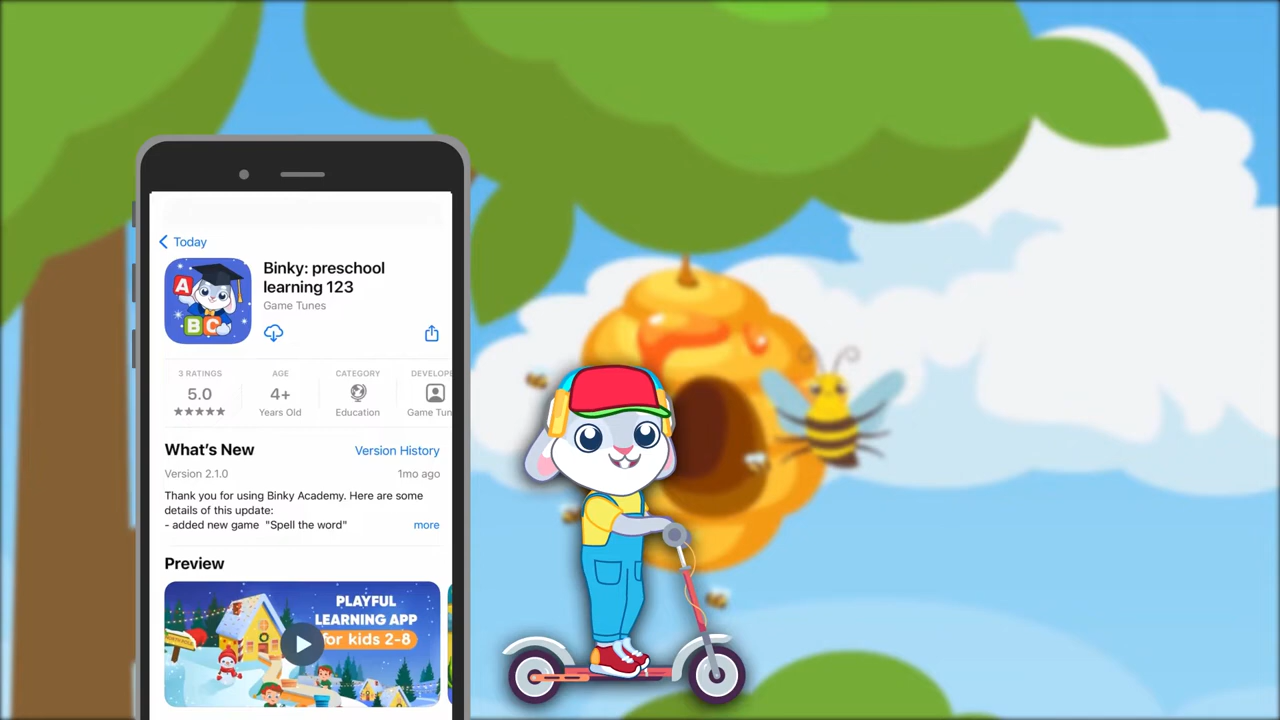 Today
A
B
C
Binky: preschool
learning 123
Game Tunes
3 RATINGS
AGE
CATEGORY
DEVELOPE
5.0
4+
★★★★★
Years Old
Education
Game Tun
What's New
Version History
Version 2.1.0
1mo ago
Thank you for using Binky Academy. Here are some
details of this update:
- added new game "Spell the word"
more
Preview
PLAYFUL
LEARNING APP
for kids 2-8